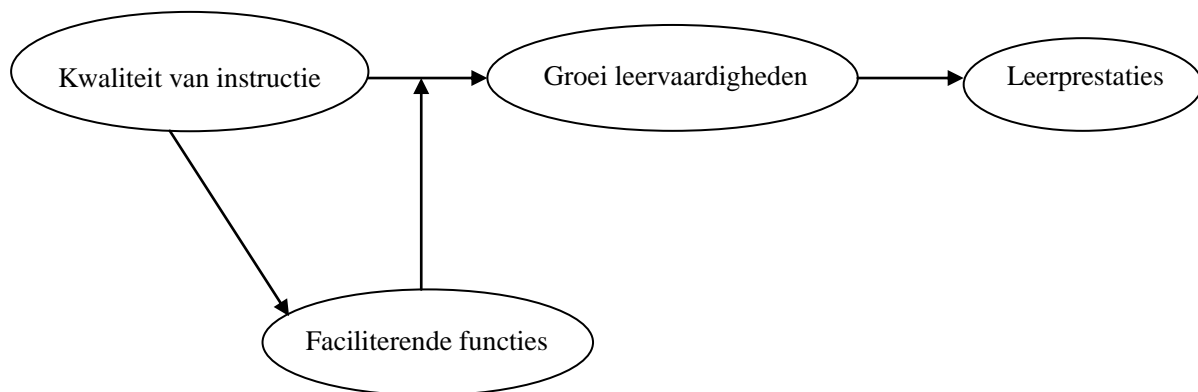 Kwaliteit van instructie
Groei leervaardigheden
Leerprestaties
Faciliterende functies